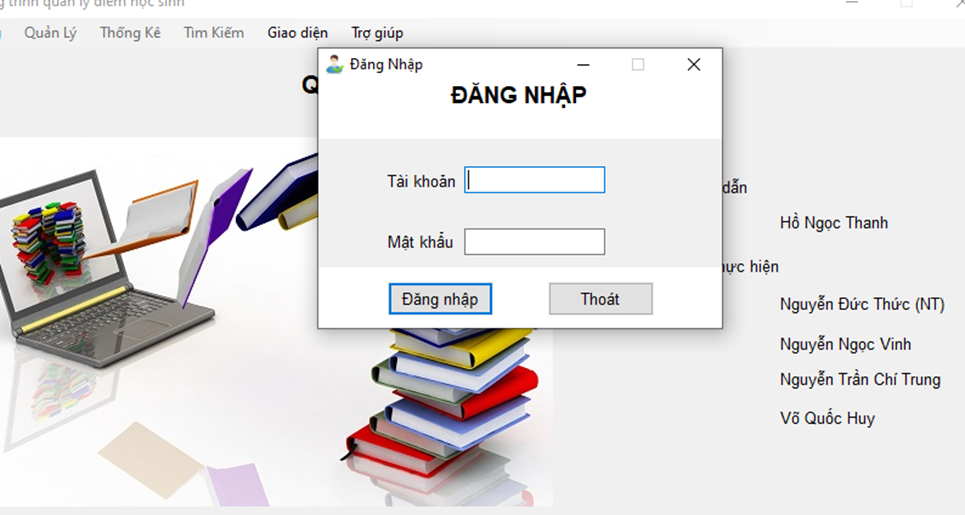 trình quản lý điểm học sinh
Quản Lý Thống Kê Tìm Kiếm Giao diện Trợ giúp
Đăng Nhập
ĐĂNG NHẬP
Tài khoản
dẫn
Hồ Ngọc Thanh
Mật khẩu
hực hiện
Đăng nhập Thoát
Nguyễn Đức Thức (NT)
Nguyễn Ngọc Vinh
Nguyễn Trần Chí Trung
Võ Quốc Huy